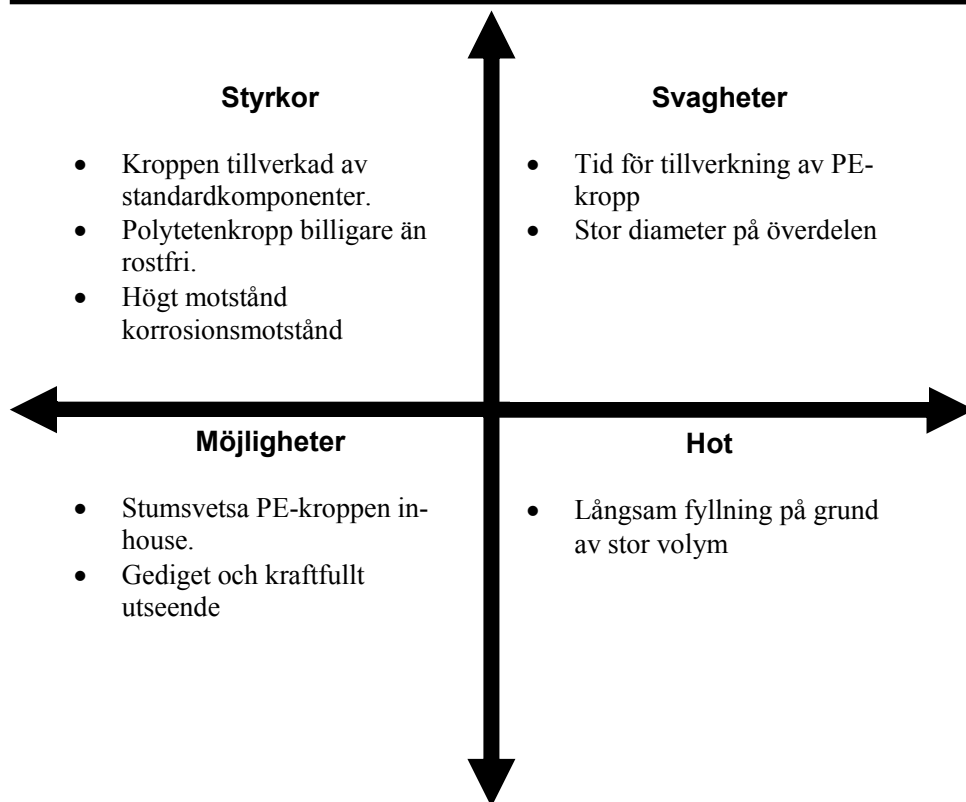 Styrkor
• Kroppen tillverkad av
standardkomponenter.
• Polytetenkropp billigare än
rostfri.
• Högt motstånd
korrosionsmotstånd
Svagheter
• Tid för tillverkning av PE-
kropp
• Stor diameter på överdelen
Möjligheter
• Stumsvetsa PE-kroppen in-
house.
• Gediget och kraftfullt
utseende
Hot
• Långsam fyllning på grund
av stor volym